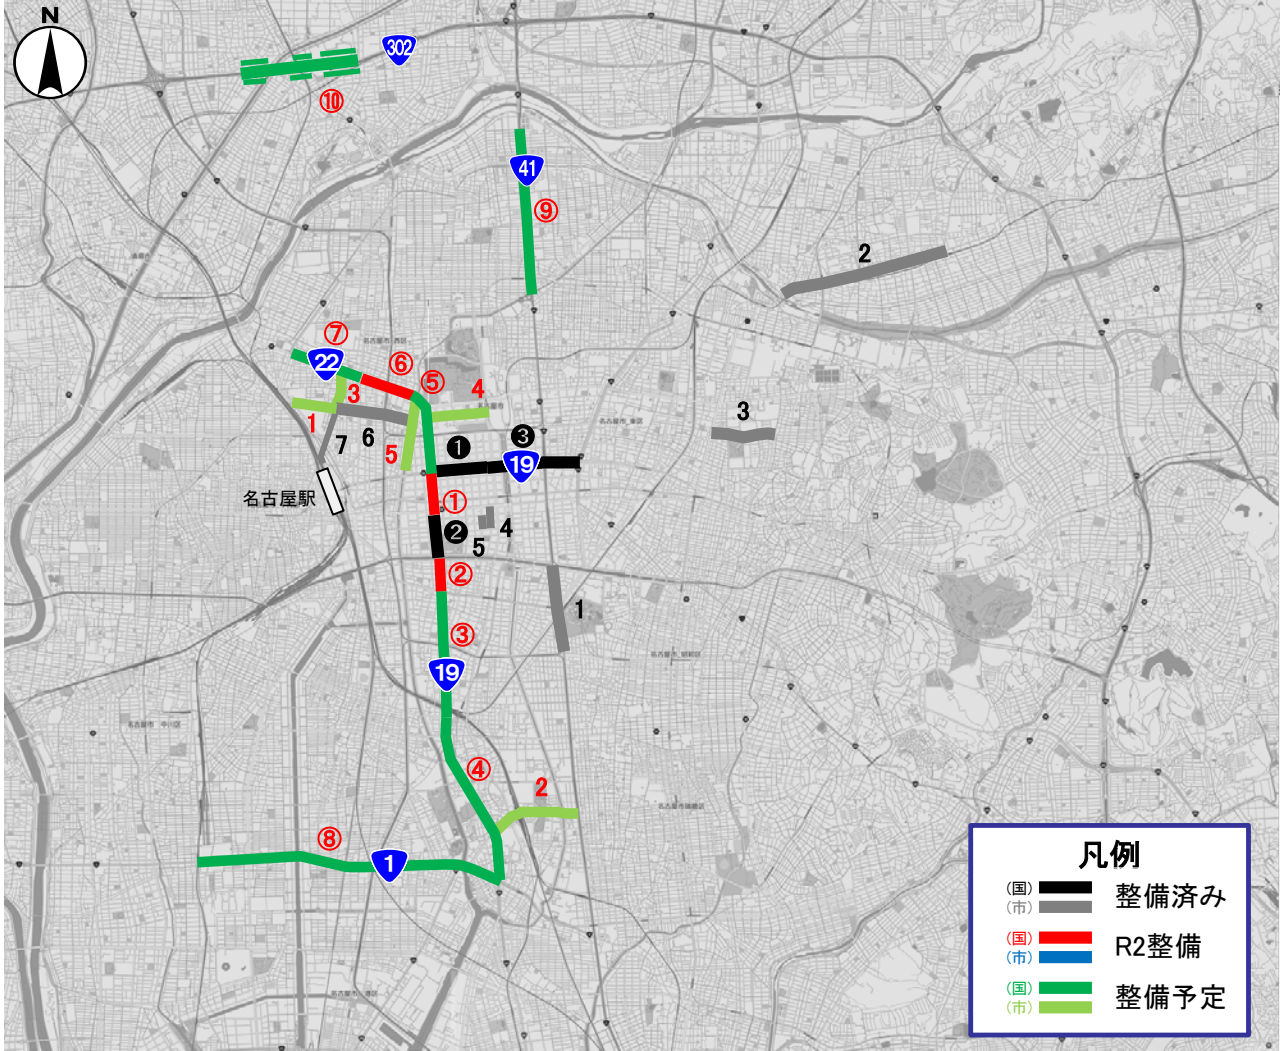 N
302
⑩
41
⑨
2
⑦
22
⑥
⑤
3
4
1
6
7
5
3
❶
❸
19
名古屋駅
①
❷
4
5
②
1
③
19
④
2
⑧
1
凡例
(国)
(市)
整備済み
(国)
(市)
R2整備
(国)
(市)
整備予定